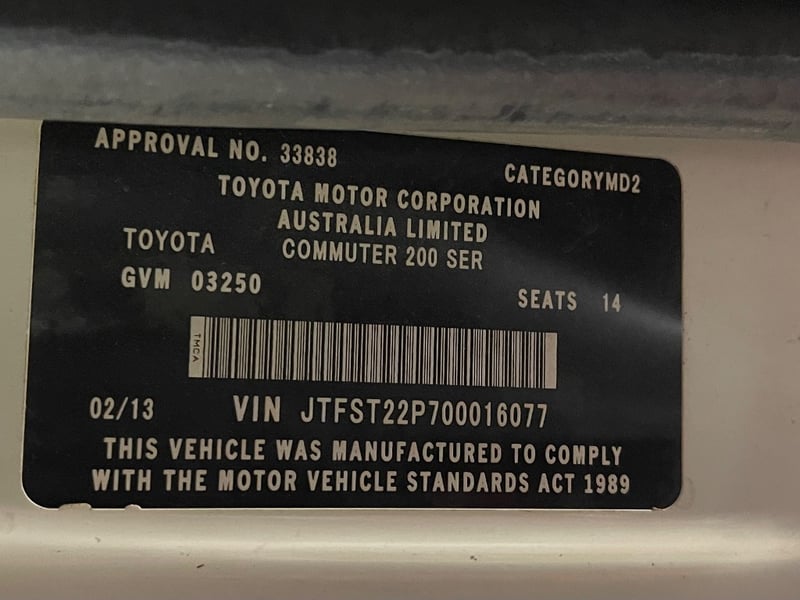 APPROVAL NO. 33838
CATEGORYMD2
TOYOTA MOTOR CORPORATION
AUSTRALIA LIMITED
TOYOTA COMMUTER 200 SER
GVM 03250
SEATS 14
TMCA
02/13 VIN JTFST22P700016077
THIS VEHICLE WAS MANUFACTURED TO COMPLY
WITH THE MOTOR VEHICLE STANDARDS ACT 1989